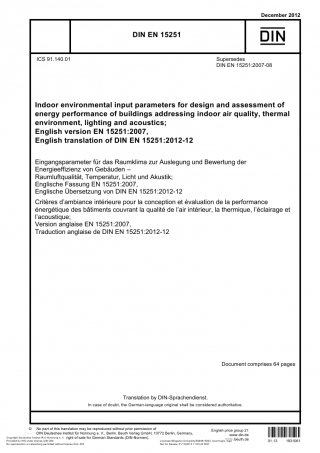 December 2012
DIN EN 15251
DIN
ICS 91.140.01
Supersedes
DIN EN 15251:2007-08
Indoor environmental input parameters for design and assessment of
energy performance of buildings addressing indoor air quality, thermal
environment, lighting and acoustics;
English version EN 15251:2007,
English translation of DIN EN 15251:2012-12
Eingangsparameter für das Raumklima zur Auslegung und Bewertung der
Energieeffizienz von Gebäuden –
Raumluftqualität, Temperatur, Licht und Akustik;
Englische Fassung EN 15251:2007,
Englische Übersetzung von DIN EN 15251:2012-12
Critères d'ambiance intérieure pour la conception et évaluation de la performance
énergétique des bâtiments couvrant la qualité de l'air intérieur, la thermique, l'éclairage et
l'acoustique;
Version anglaise EN 15251:2007,
Traduction anglaise de DIN EN 15251:2012-12
Document comprises 64 pages
Translation by DIN-Sprachendienst.
In case of doubt, the German-language original shall be considered authoritative.
© No part of this translation may be reproduced without prior permission of
DIN Deutsches Institut für Normung e. V., Berlin. Beuth Verlag GmbH, 10772 Berlin, Germany,
right of sale for German Standards (DIN-Normen).
English price group 21
www.din.de
www.beuth.de